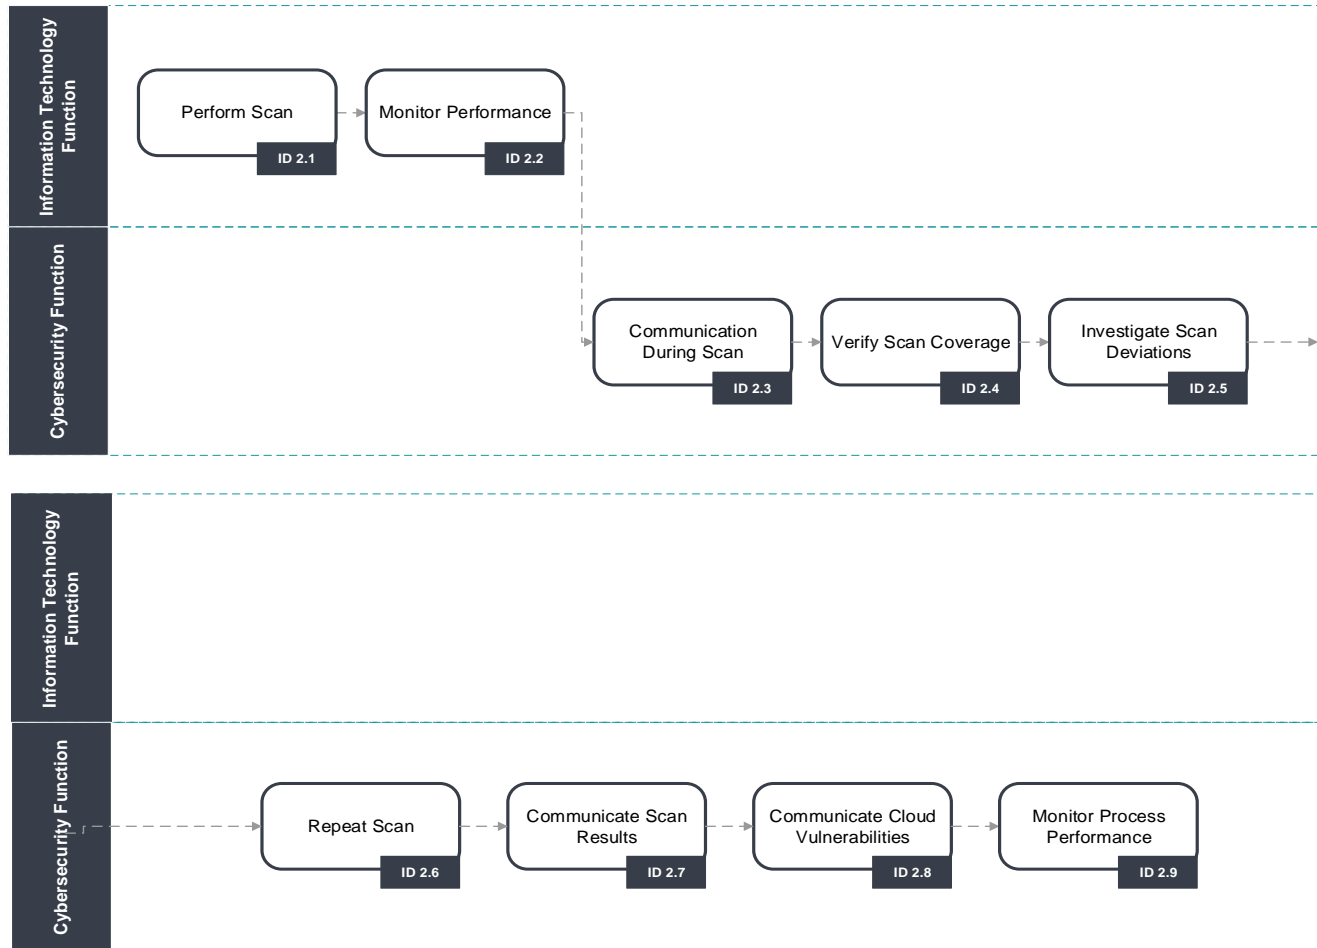 Information Technology
Function
Perform Scan
ID 2.1
Monitor Performance
ID 2.2
Cybersecurity Function
Communication
During Scan
ID 2.3
Verify Scan Coverage
ID 2.4
Investigate Scan
Deviations
ID 2.5
Information Technology
Function
Cybersecurity Function
Repeat Scan
ID 2.6
Communicate Scan
Results
ID 2.7
Communicate Cloud
Vulnerabilities
ID 2.8
Monitor Process
Performance
ID 2.9